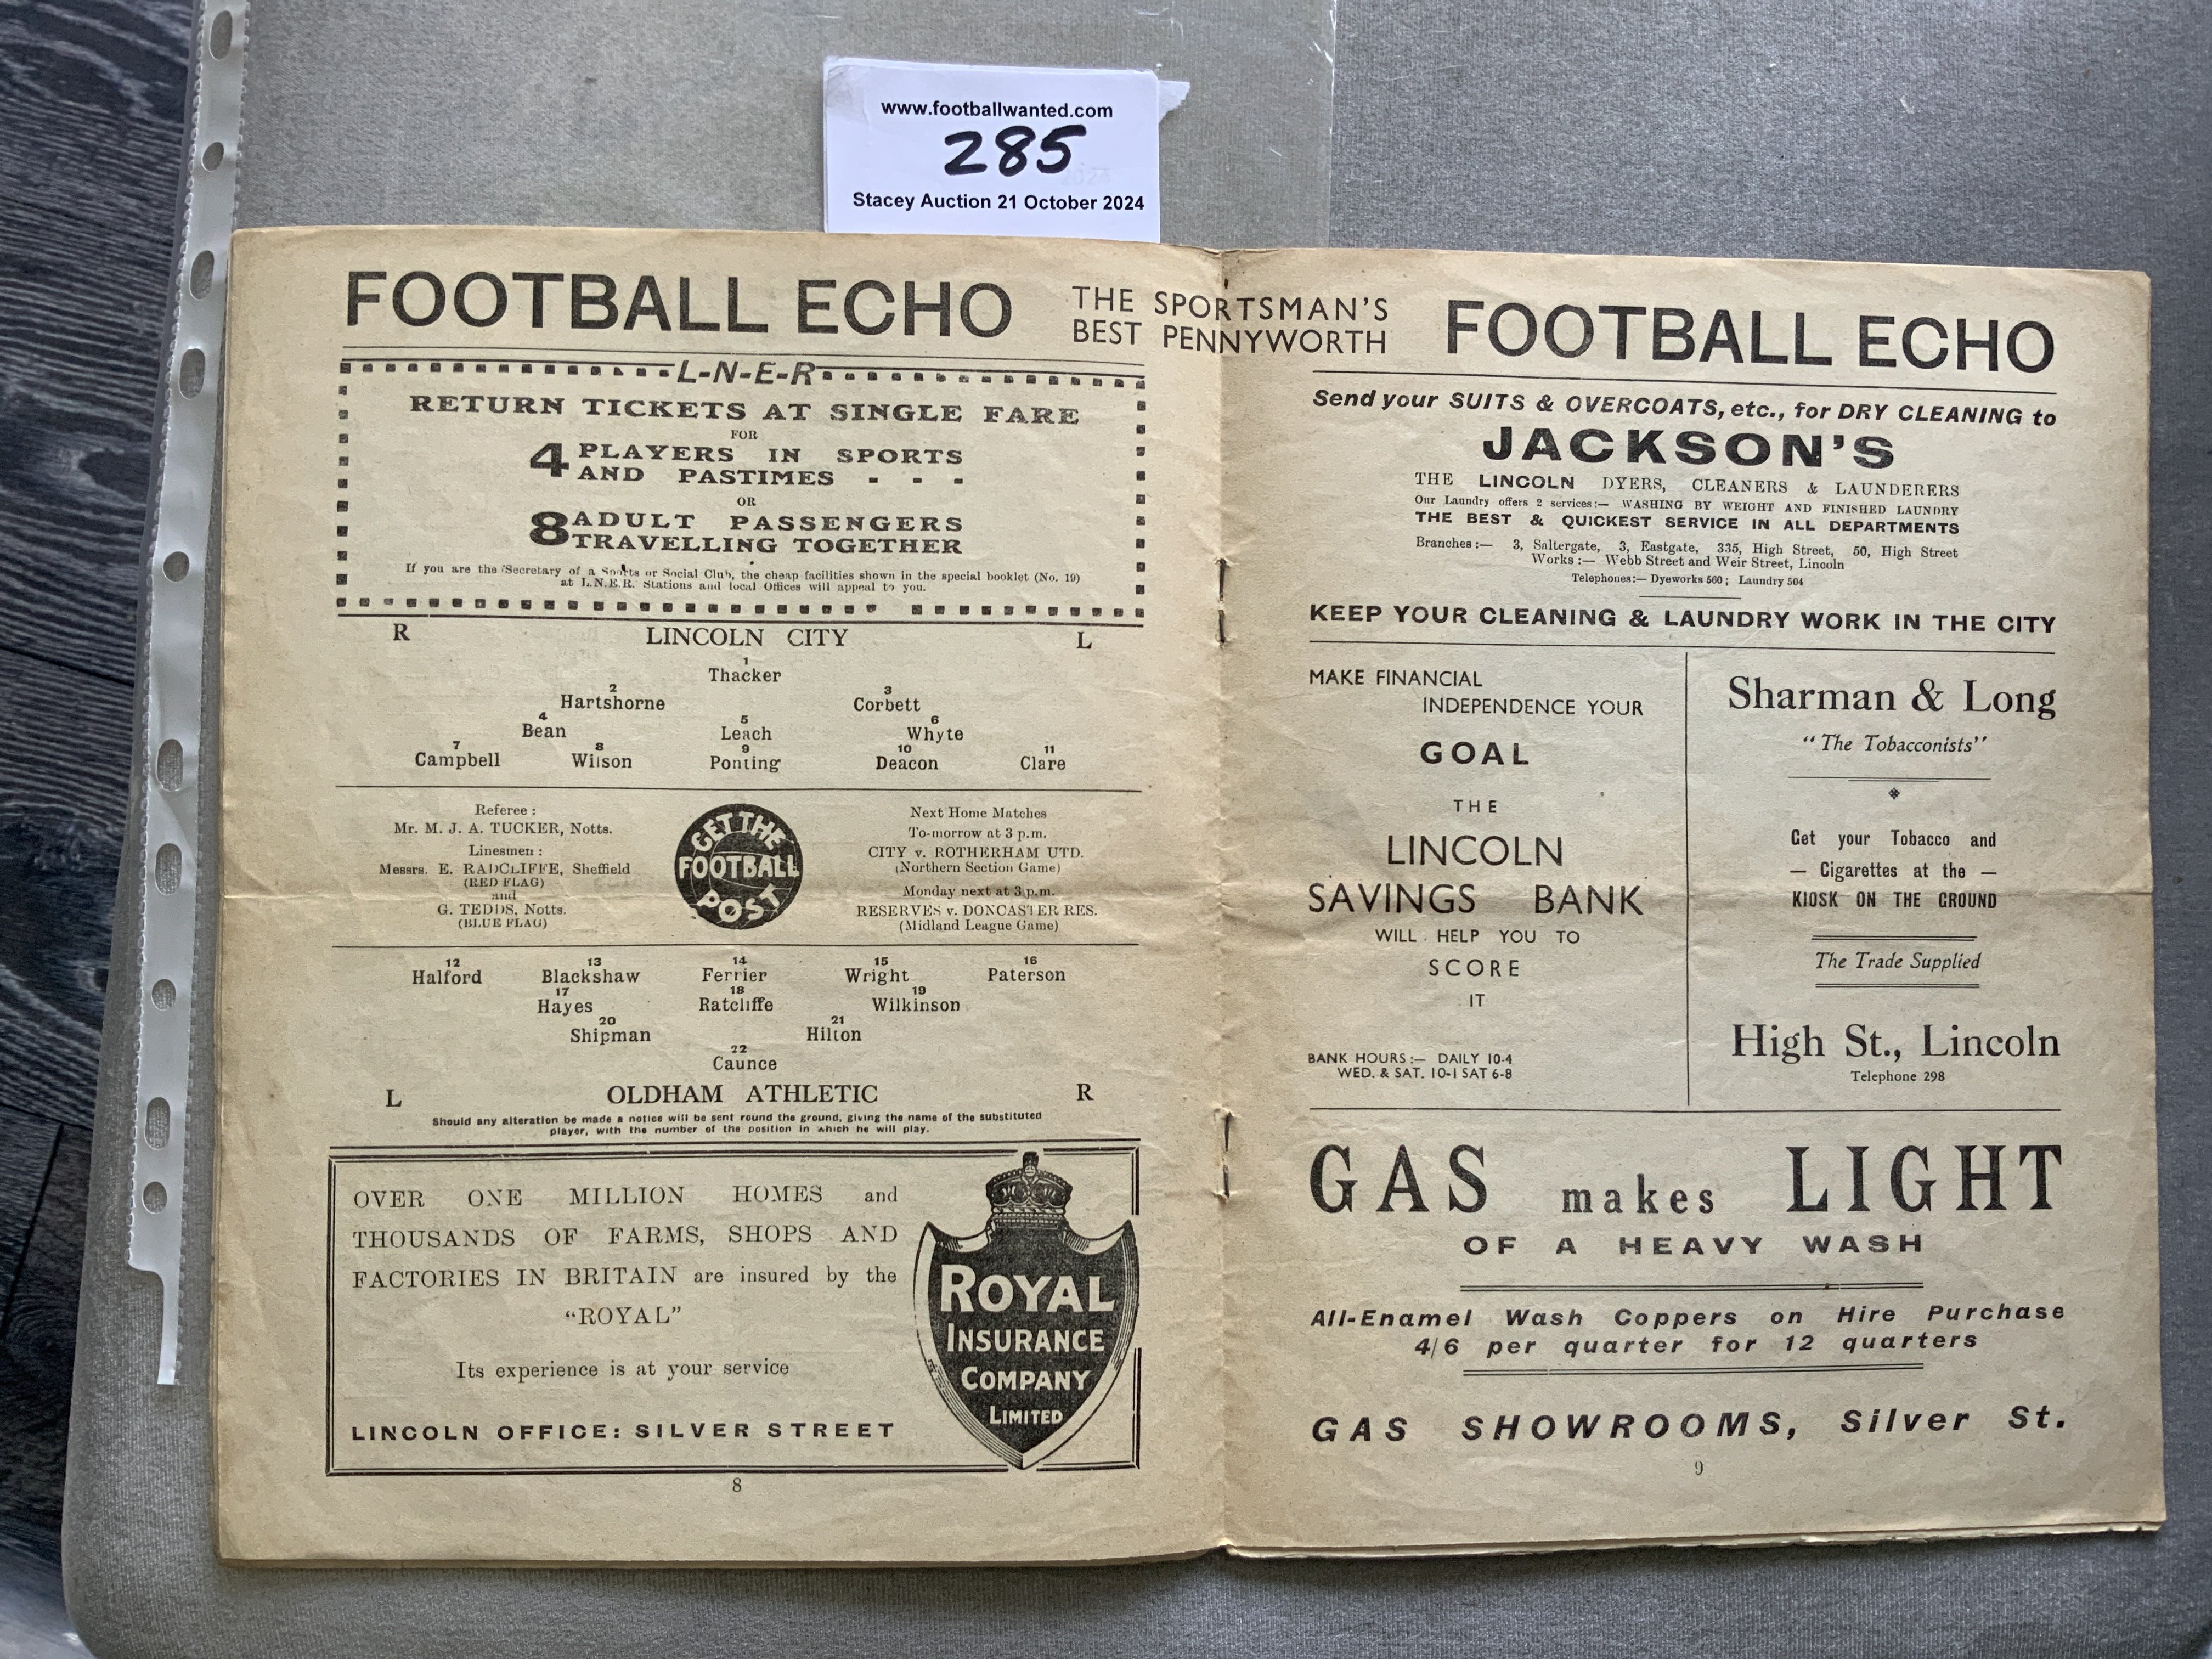 www.footballwanted.com
285
Stacey Auction 21 October 2024
FOOTBALL ECHO
THE SPORTSMAN'S
BEST PENNYWORTH
FOOTBALL ECHO
L-N-E-R
RETURN TICKETS AT SINGLE FARE
FOR
4 PLAYERS IN SPORTS
AND PASTIMES - - -
OR
8 ADULT PASSENGERS
TRAVELLING TOGETHER
If you are the Secretary of a Sports or Social Club, the cheap facilities shown in the special booklet (No. 19)
at L.N.E.R. Stations and local Offices will appeal to you.
R LINCOLN CITY L
1
Thacker
2 3
Hartshorne Corbett
4 5 6
Bean Leach Whyte
7 8 9 10 11
Campbell Wilson Ponting Deacon Clare
Referee :
Mr. M. J. A. TUCKER, Notts.
Linesmen :
Messrs. E. RADCLIFFE, Sheffield
(RED FLAG)
and
G. TEDDS, Notts.
(BLUE FLAG)
GET THE
FOOTBALL
POST
Next Home Matches
To-morrow at 3 p.m.
CITY v. ROTHERHAM UTD.
(Northern Section Game)
Monday next at 3 p.m.
RESERVES v. DONCASTER RES.
(Midland League Game)
12 13 14 15 16
Halford Blackshaw Ferrier Wright Paterson
17 18 19
Hayes Ratcliffe Wilkinson
20 21
Shipman Hilton
22
Caunce
L OLDHAM ATHLETIC R
Should any alteration be made a notice will be sent round the ground, giving the name of the substituted
player, with the number of the position in which he will play.
OVER ONE MILLION HOMES and
THOUSANDS OF FARMS, SHOPS AND
FACTORIES IN BRITAIN are insured by the
"ROYAL"
Its experience is at your service
LINCOLN OFFICE: SILVER STREET
ROYAL
INSURANCE
COMPANY
LIMITED
8
Send your SUITS & OVERCOATS, etc., for DRY CLEANING to
JACKSON'S
THE LINCOLN DYERS, CLEANERS & LAUNDERERS
Our Laundry offers 2 services:— WASHING BY WEIGHT AND FINISHED LAUNDRY
THE BEST & QUICKEST SERVICE IN ALL DEPARTMENTS
Branches :— 3, Saltergate, 3, Eastgate, 335, High Street, 50, High Street
Works :— Webb Street and Weir Street, Lincoln
Telephones:— Dyeworks 560; Laundry 504
KEEP YOUR CLEANING & LAUNDRY WORK IN THE CITY
MAKE FINANCIAL
INDEPENDENCE YOUR
GOAL
THE
LINCOLN
SAVINGS BANK
WILL HELP YOU TO
SCORE
IT
BANK HOURS :— DAILY 10-4
WED. & SAT. 10-1 SAT 6-8
Sharman & Long
"The Tobacconists"
Get your Tobacco and
— Cigarettes at the —
KIOSK ON THE GROUND
The Trade Supplied
High St., Lincoln
Telephone 298
GAS makes LIGHT
OF A HEAVY WASH
All-Enamel Wash Coppers on Hire Purchase
4/6 per quarter for 12 quarters
GAS SHOWROOMS, Silver St.
9